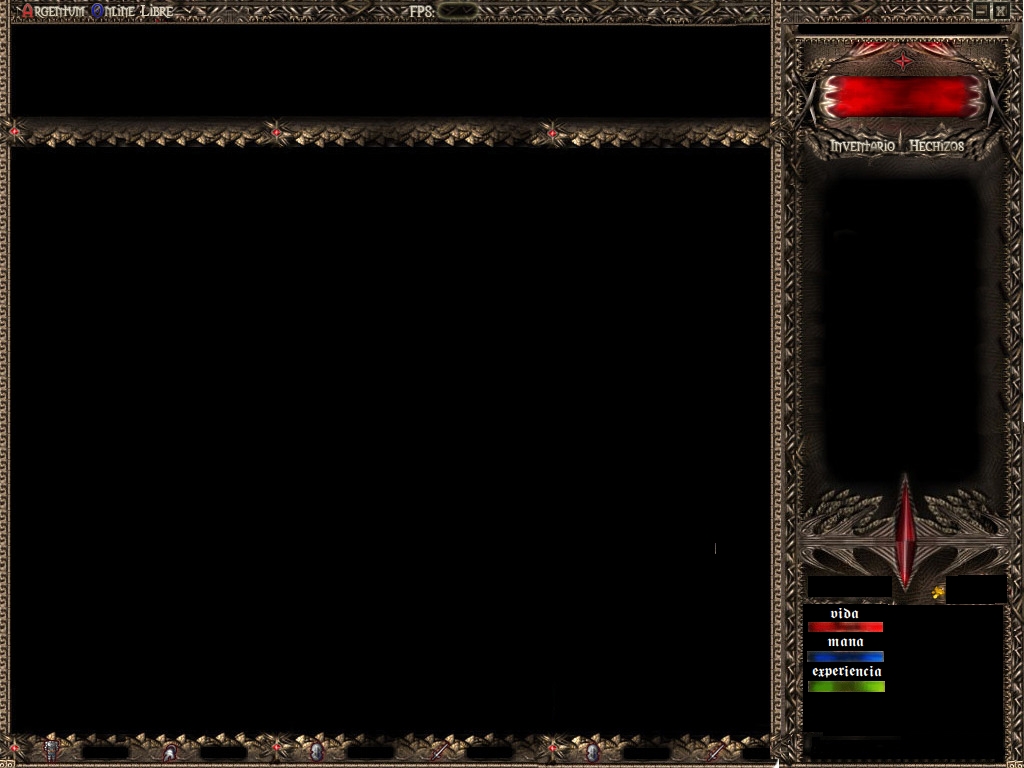 Argentum Online Libre
FPS:
Inventario Hechizos
vida
mana
experiencia